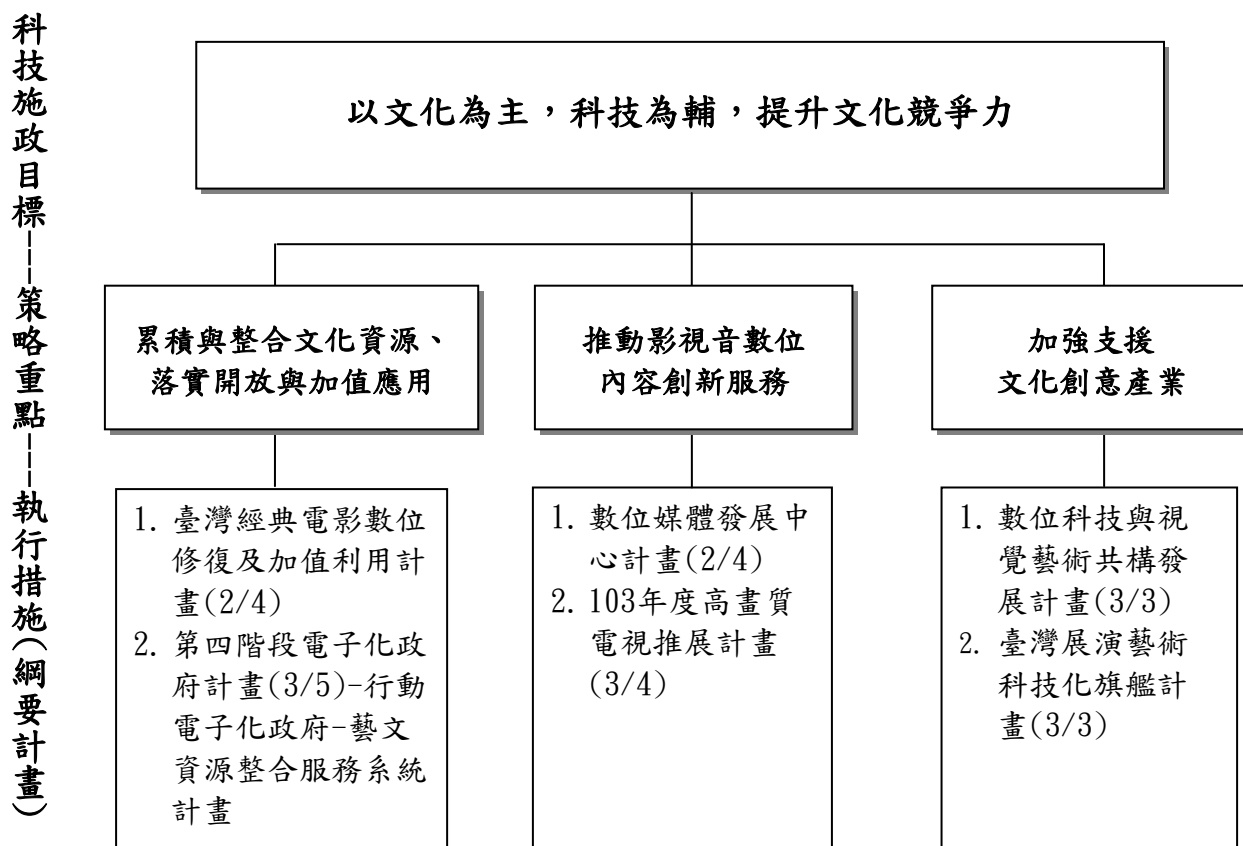 科技施政目標---策略重點---執行措施(綱要計畫)
以文化為主，科技為輔，提升文化競爭力
累積與整合文化資源、
落實開放與加值應用
推動影視音數位
內容創新服務
加強支援
文化創意產業
1. 臺灣經典電影數位
修復及加值利用計
畫(2/4)
2. 第四階段電子化政
府計畫(3/5)-行動
電子化政府-藝文
資源整合服務系統
計畫
1. 數位媒體發展中
心計畫(2/4)
2. 103年度高畫質
電視推展計畫
(3/4)
1. 數位科技與視
覺藝術共構發
展計畫(3/3)
2. 臺灣展演藝術
科技化旗艦計
畫(3/3)